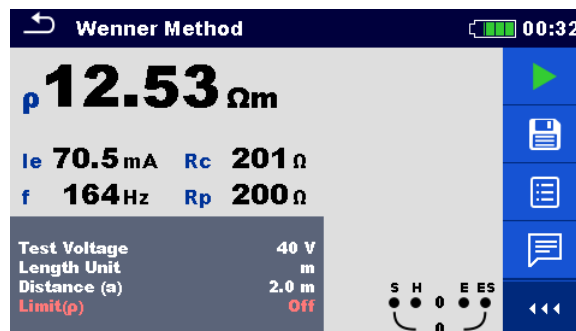 Wenner Method 00:32
ρ 12.53 Ωm
Ie 70.5 mA Rc 201 Ω
f 164 Hz Rp 200 Ω
Test Voltage 40 V
Length Unit m
Distance (a) 2.0 m
Limit(ρ) Off
S H E ES
0
0